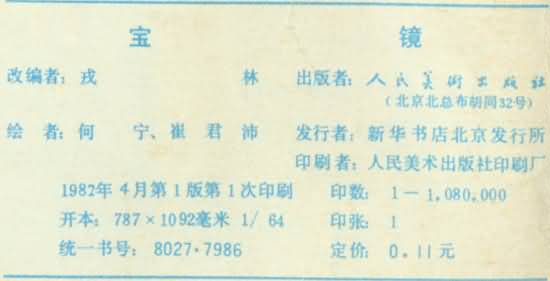 宝 镜
改编者：戎 林 出版者：人民美术出版社
（北京北总布胡同32号）
绘 者：何 宁、崔 君 沛 发行者：新华书店北京发行所
印刷者：人民美术出版社印刷厂
1982年4月第1版第1次印刷 印数：1－1,080,000
开本：787×1092毫米 1/64 印张：1
统一书号：8027·7986 定价：0.11元